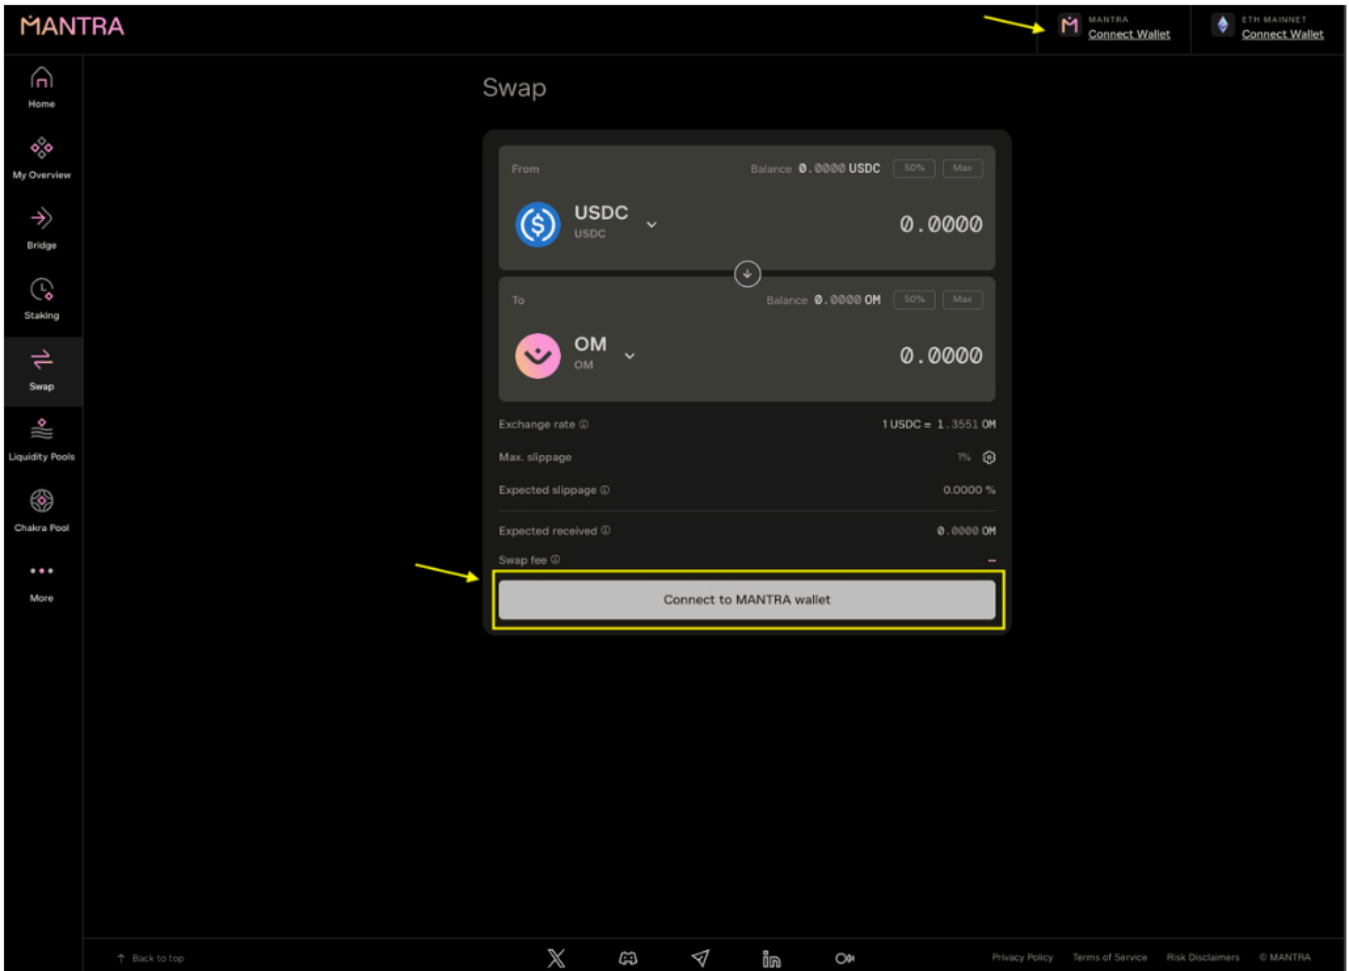 MANTRA
MANTRA
Connect Wallet
ETH MAINNET
Connect Wallet
Home
My Overview
Bridge
Staking
Swap
Liquidity Pools
Chakra Pool
More
Swap
From
Balance 0.0000 USDC
50%
Max
USDC
USDC
0.0000
To
Balance 0.0000 OM
50%
Max
OM
OM
0.0000
Exchange rate
1 USDC = 1.3551 OM
Max. slippage
1%
Expected slippage
0.0000 %
Expected received
0.0000 OM
Swap fee
--
Connect to MANTRA wallet
Back to top
Privacy Policy
Terms of Service
Risk Disclaimers
© MANTRA